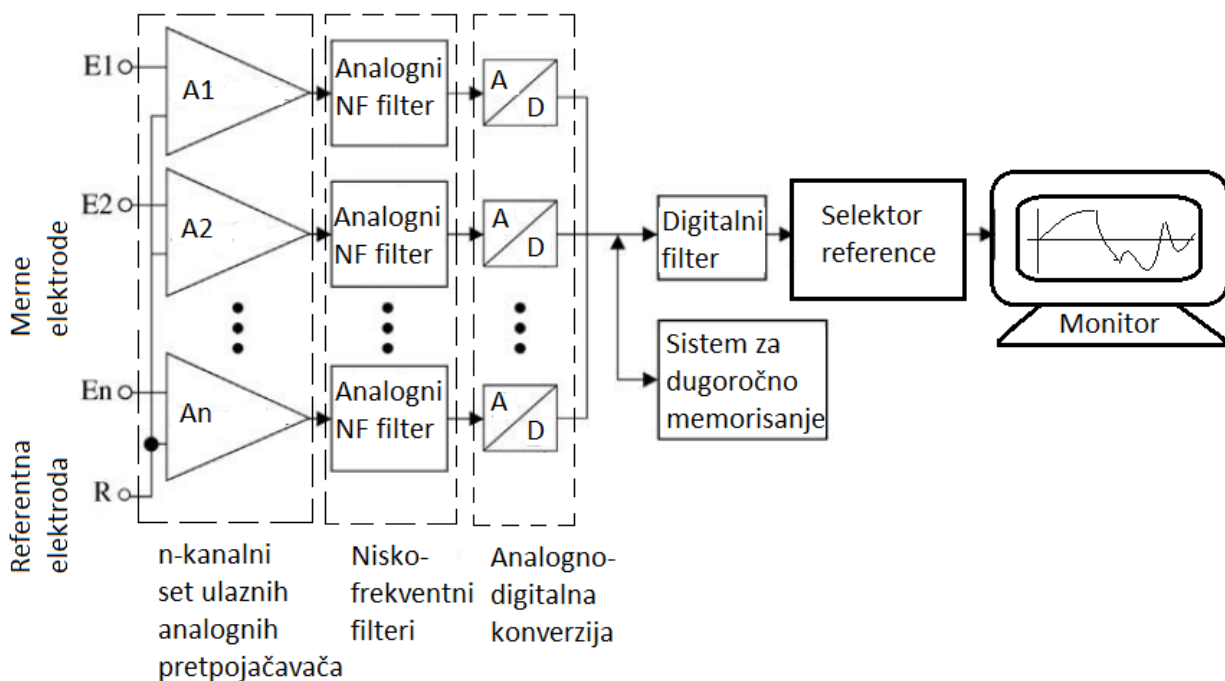 E1
A1
Analogni
NF filter
A
D
E2
A2
Analogni
NF filter
A
D
Digitalni
filter
Selektor
reference
Monitor
Merne
elektrode
En
An
Analogni
NF filter
A
D
Sistem za
dugoročno
memorisanje
Referentna
elektroda
R
n-kanalni
set ulaznih
analognih
pretpojačavača
Nisko-
frekventni
filteri
Analogno-
digitalna
konverzija